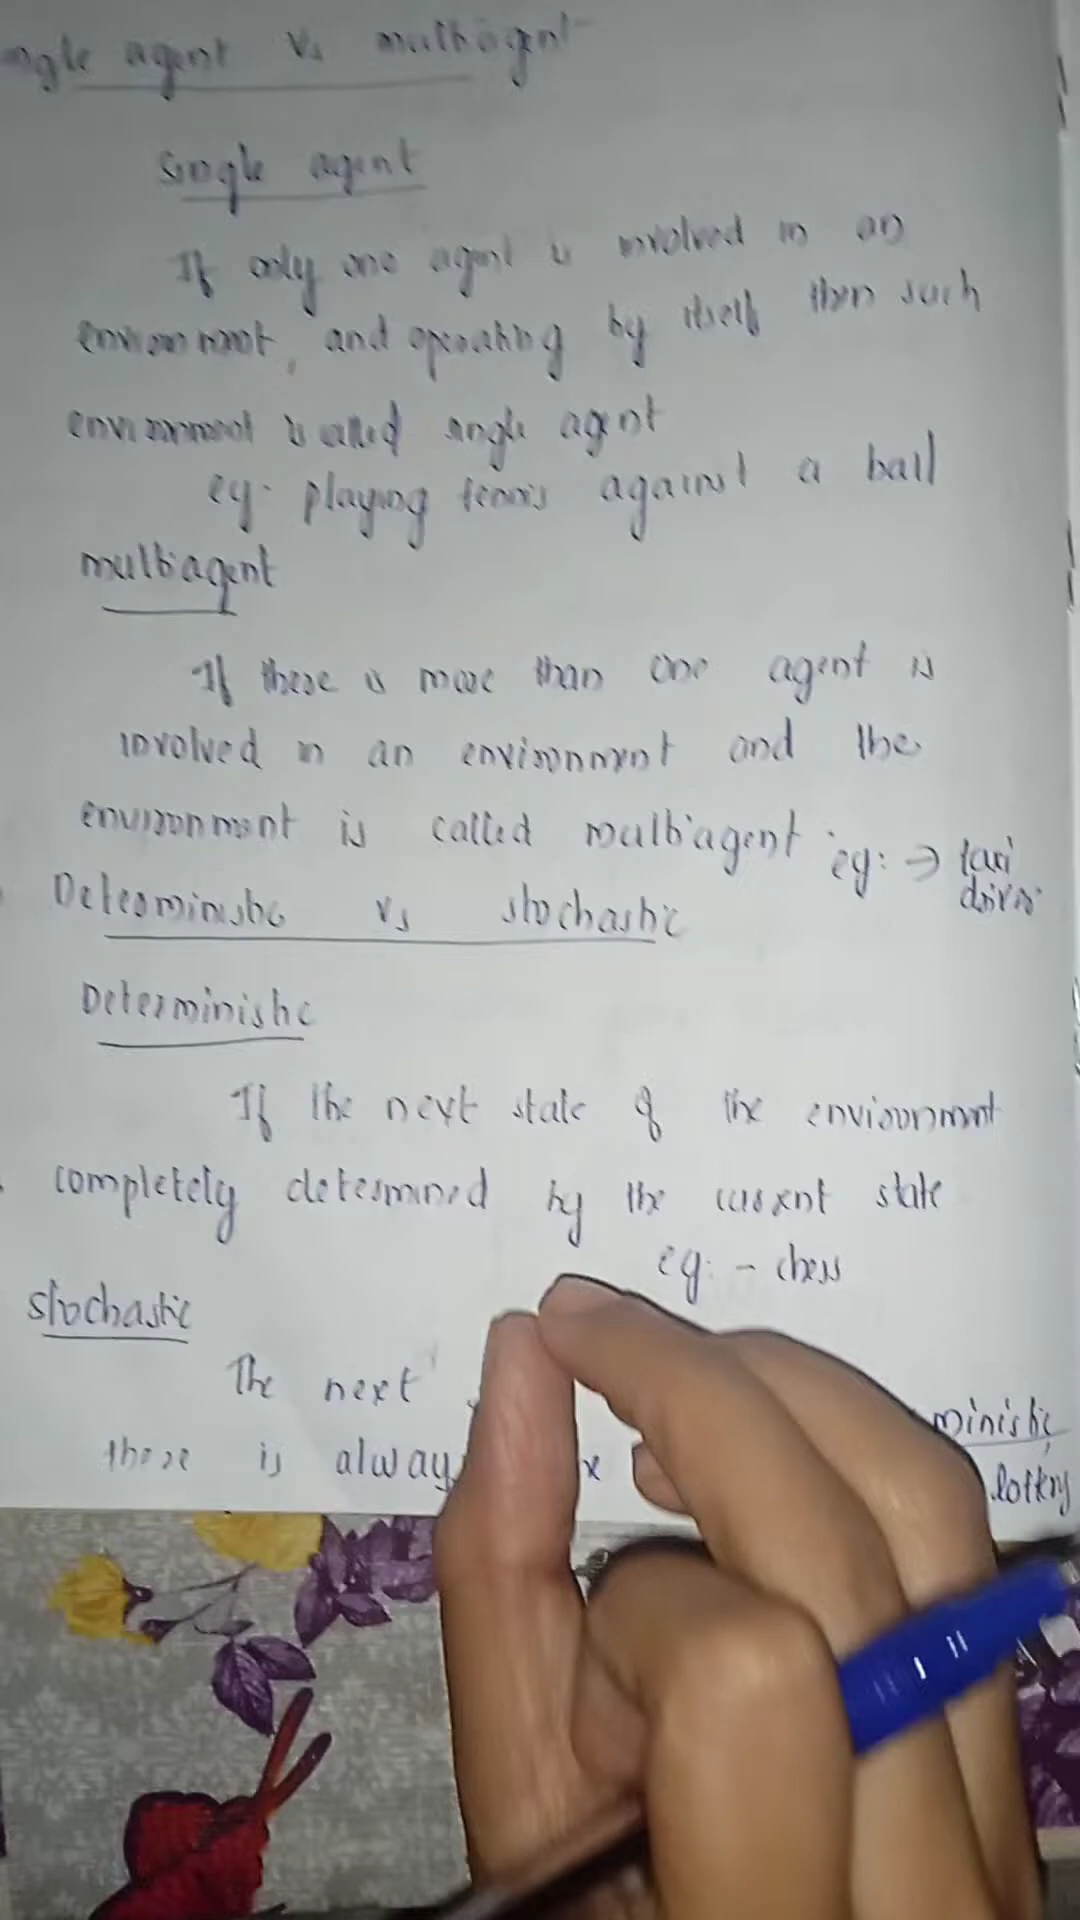 ngle agent Vs multiagent
Single agent
If only one agent is involved in an
environment, and operating by itself then such
environment is called single agent
eg: playing tennis against a ball
multiagent
If there is more than one agent is
involved in an environment and the
environment is called multiagent eg: → taxi
driver
Deterministic Vs stochastic
Deterministic
If the next state of the environment
completely determined by the current state
eg: - chess
stochastic
The next ministic
there is always lottery